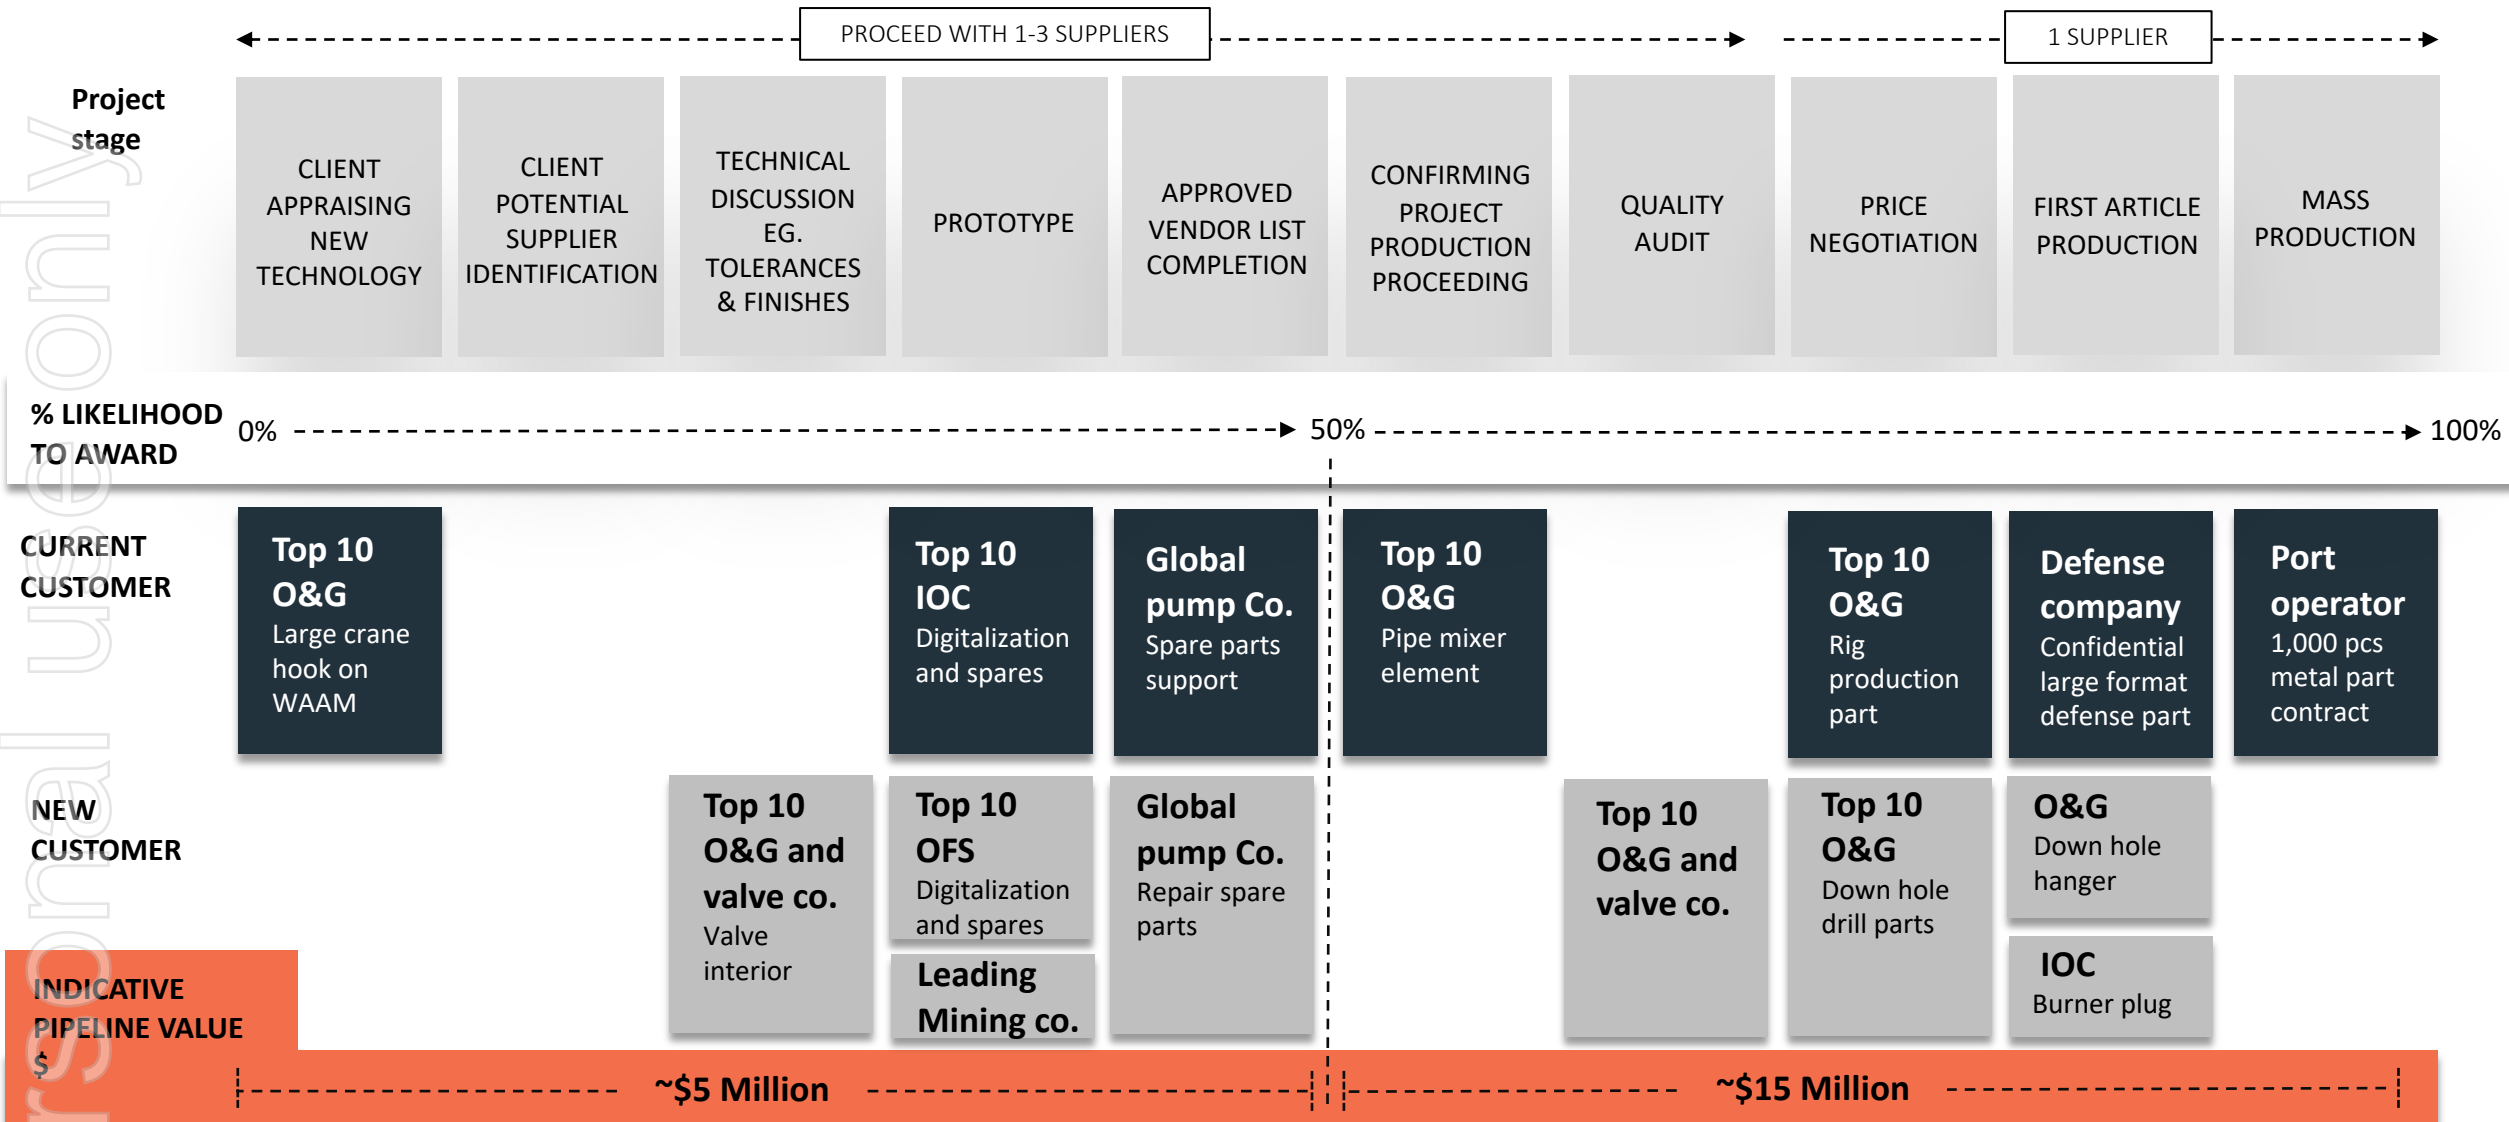 PROCEED WITH 1-3 SUPPLIERS
1 SUPPLIER
Project
stage
CLIENT
APPRAISING
NEW
TECHNOLOGY
CLIENT
POTENTIAL
SUPPLIER
IDENTIFICATION
TECHNICAL
DISCUSSION
EG.
TOLERANCES
& FINISHES
PROTOTYPE
APPROVED
VENDOR LIST
COMPLETION
CONFIRMING
PROJECT
PRODUCTION
PROCEEDING
QUALITY
AUDIT
PRICE
NEGOTIATION
FIRST ARTICLE
PRODUCTION
MASS
PRODUCTION
% LIKELIHOOD
TO AWARD
0%
50%
100%
CURRENT
CUSTOMER
Top 10
O&G
Large crane
hook on
WAAM
Top 10
IOC
Digitalization
and spares
Global
pump Co.
Spare parts
support
Top 10
O&G
Pipe mixer
element
Top 10
O&G
Rig
production
part
Defense
company
Confidential
large format
defense part
Port
operator
1,000 pcs
metal part
contract
NEW
CUSTOMER
Top 10
O&G and
valve co.
Valve
interior
Top 10
OFS
Digitalization
and spares
Leading
Mining co.
Global
pump Co.
Repair spare
parts
Top 10
O&G and
valve co.
Top 10
O&G
Down hole
drill parts
O&G
Down hole
hanger
IOC
Burner plug
INDICATIVE
PIPELINE VALUE
$
~$5 Million
~$15 Million
rsonal use only